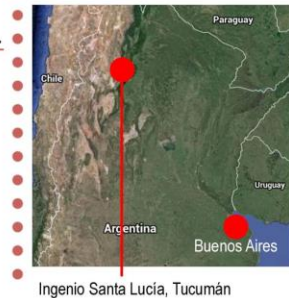 Paraguay
Chile
Uruguay
Argentina
Buenos Aires
Ingenio Santa Lucía, Tucumán